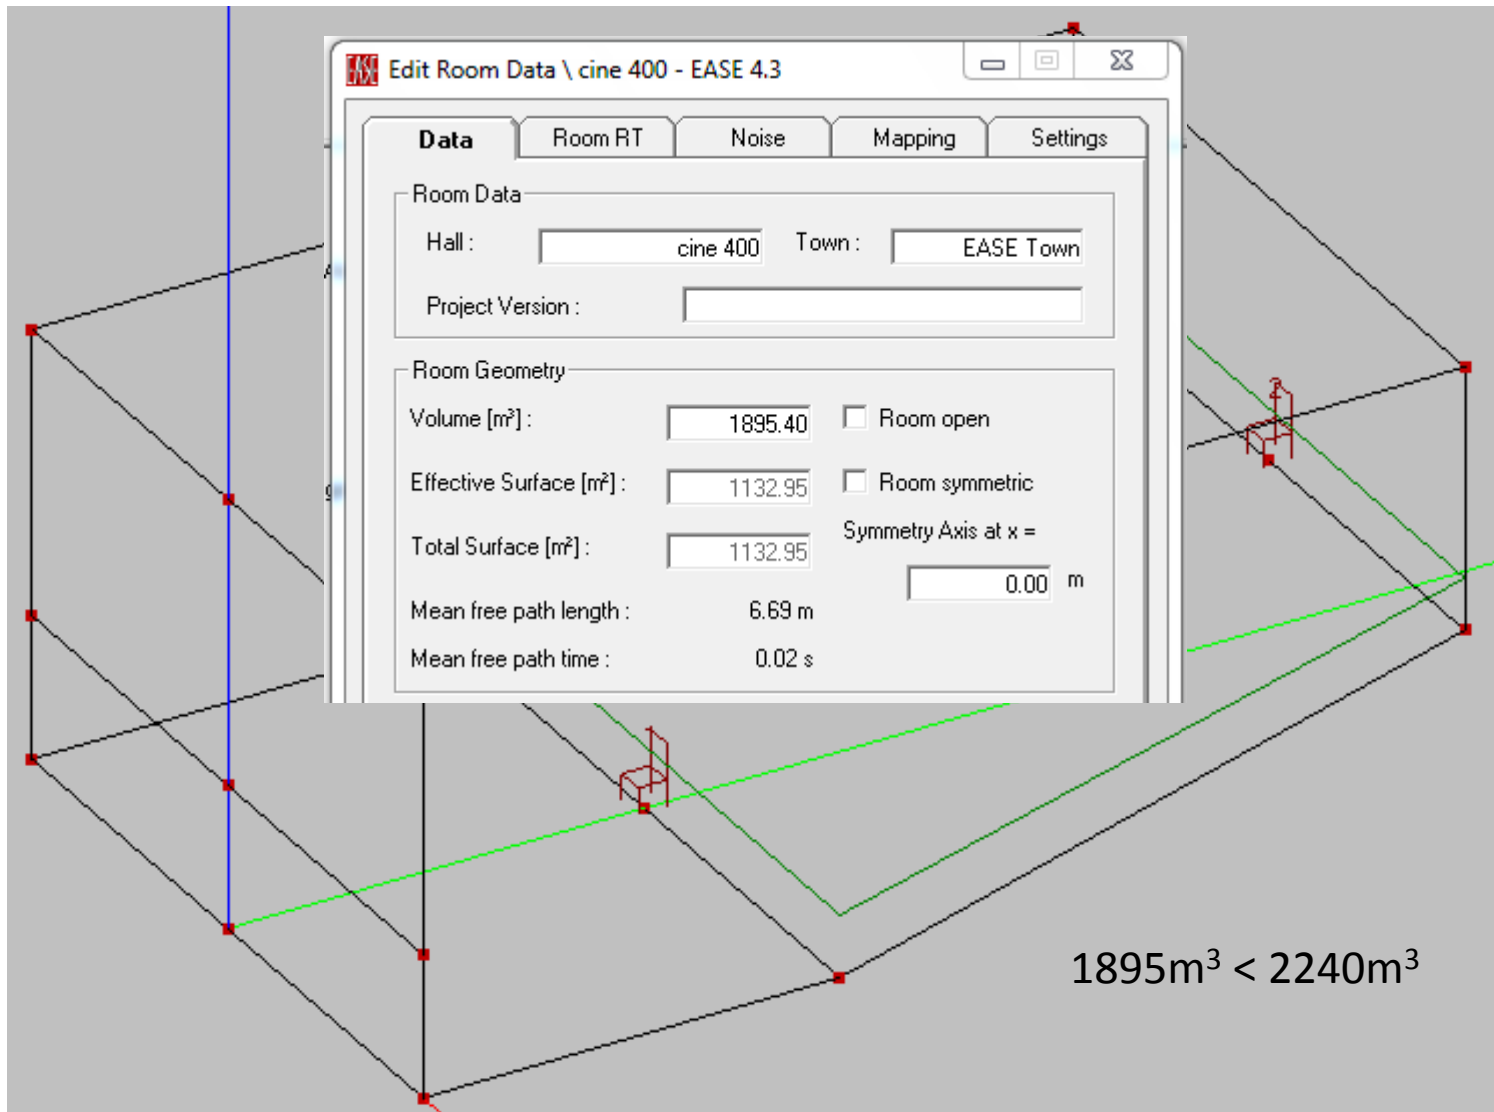 EASE Edit Room Data \ cine 400 - EASE 4.3
Data Room RT Noise Mapping Settings
Room Data
Hall : cine 400 Town : EASE Town
Project Version :
Room Geometry
Volume [m³] : 1895.40 Room open
Effective Surface [m²] : 1132.95 Room symmetric
Symmetry Axis at x =
Total Surface [m²] : 1132.95
0.00 m
Mean free path length : 6.69 m
Mean free path time : 0.02 s
1895m³ < 2240m³